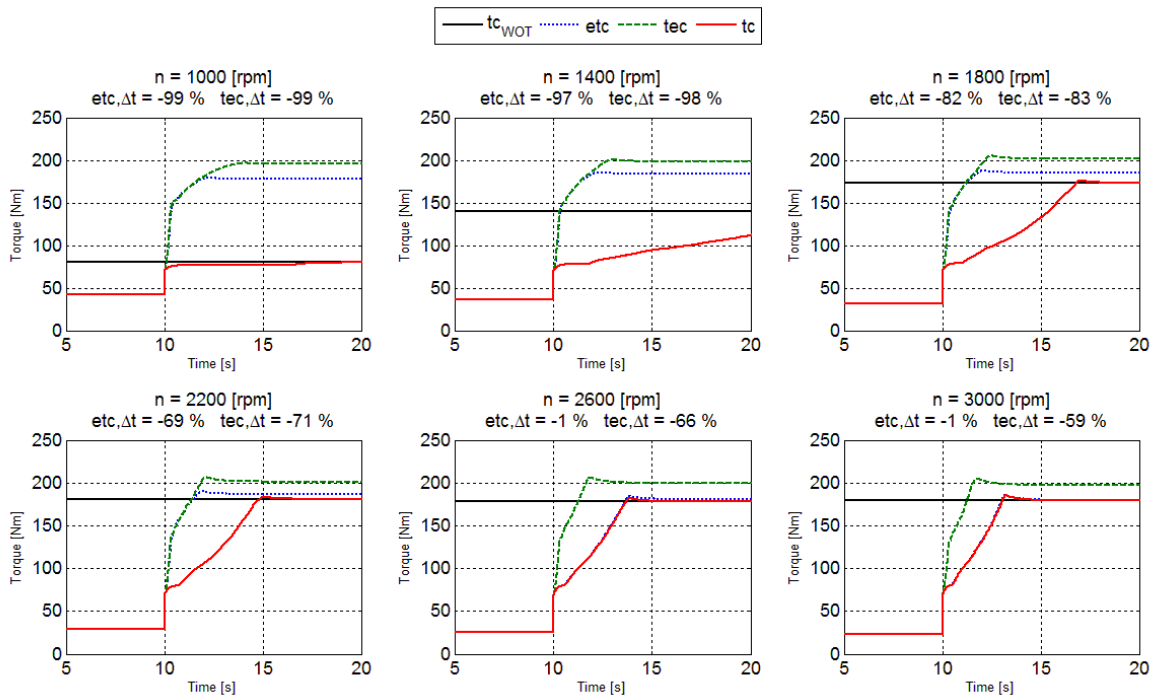 tc_WOT etc tec tc
n = 1000 [rpm]
etc,Δt = -99 % tec,Δt = -99 %
250
200
150
100
50
0
Torque [Nm]
5 10 15 20
Time [s]
n = 1400 [rpm]
etc,Δt = -97 % tec,Δt = -98 %
250
200
150
100
50
0
Torque [Nm]
5 10 15 20
Time [s]
n = 1800 [rpm]
etc,Δt = -82 % tec,Δt = -83 %
250
200
150
100
50
0
Torque [Nm]
5 10 15 20
Time [s]
n = 2200 [rpm]
etc,Δt = -69 % tec,Δt = -71 %
250
200
150
100
50
0
Torque [Nm]
5 10 15 20
Time [s]
n = 2600 [rpm]
etc,Δt = -1 % tec,Δt = -66 %
250
200
150
100
50
0
Torque [Nm]
5 10 15 20
Time [s]
n = 3000 [rpm]
etc,Δt = -1 % tec,Δt = -59 %
250
200
150
100
50
0
Torque [Nm]
5 10 15 20
Time [s]